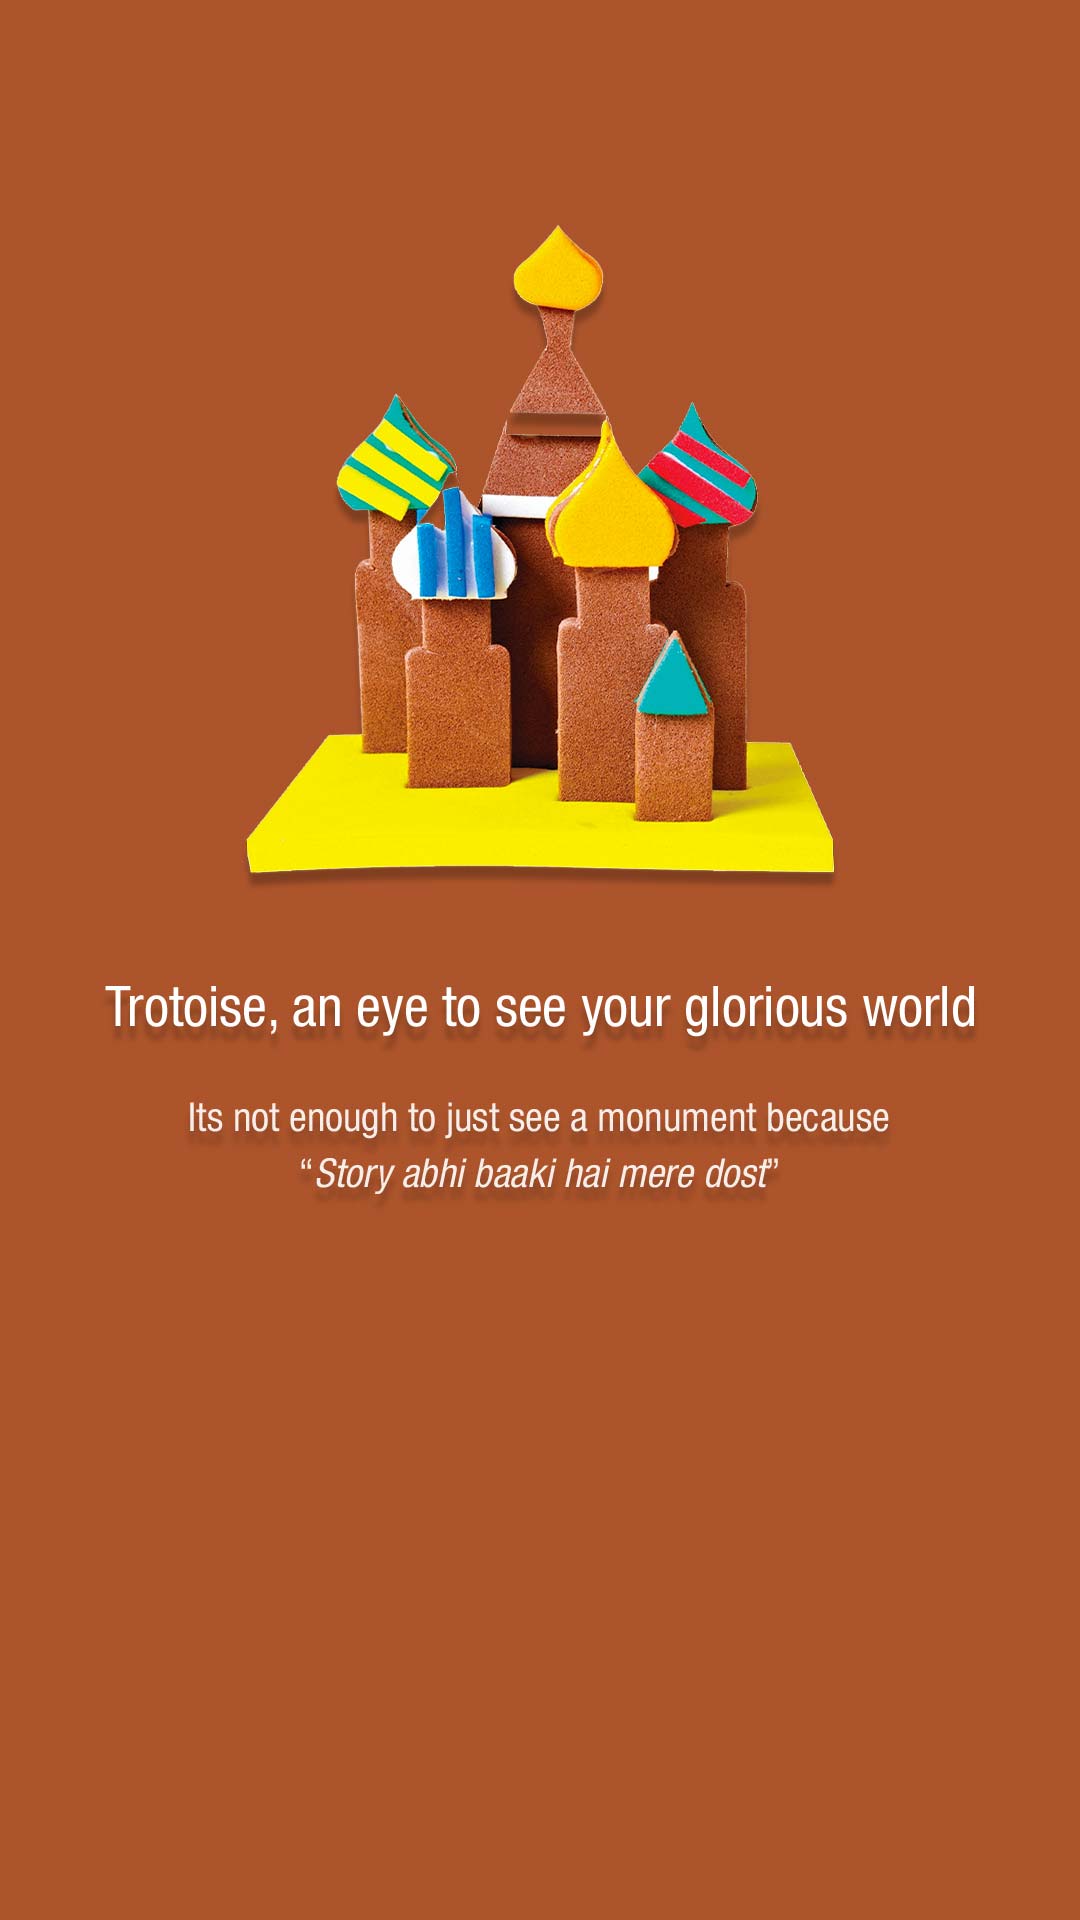 Trotoise, an eye to see your glorious world
Its not enough to just see a monument because
“Story abhi baaki hai mere dost”